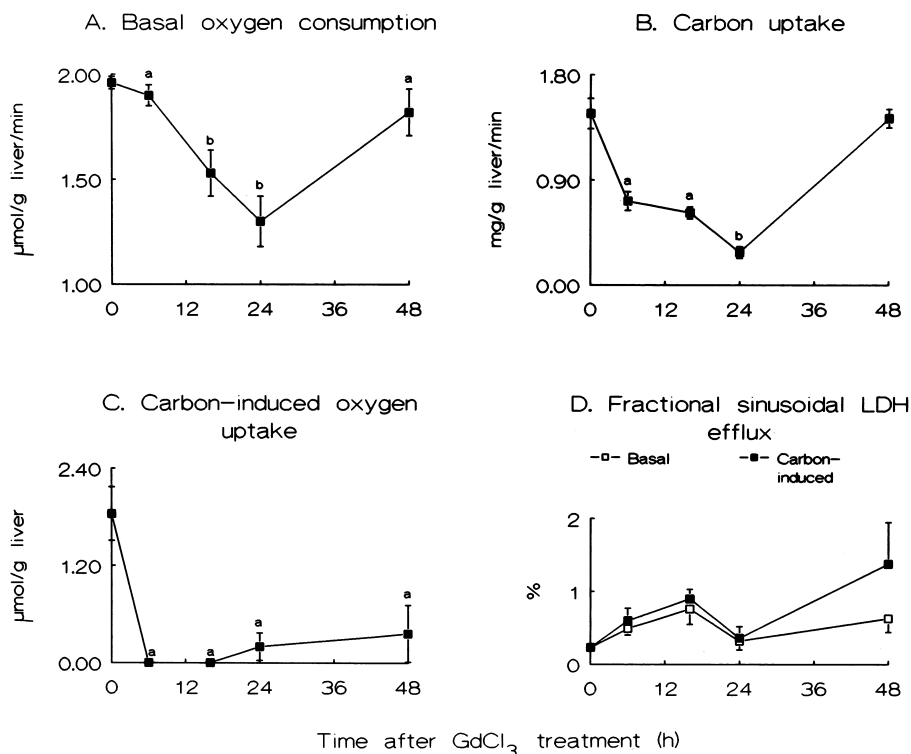 A. Basal oxygen consumption
μmol/g liver/min
2.00
1.50
1.00
a
b
b
a
0 12 24 36 48
B. Carbon uptake
mg/g liver/min
1.80
0.90
0.00
a
a
b
0 12 24 36 48
C. Carbon-induced oxygen
uptake
μmol/g liver
2.40
1.20
0.00
a
a
a
a
0 12 24 36 48
D. Fractional sinusoidal LDH
efflux
Basal
Carbon-
induced
%
2
1
0
0 12 24 36 48
Time after GdCl₃ treatment (h)